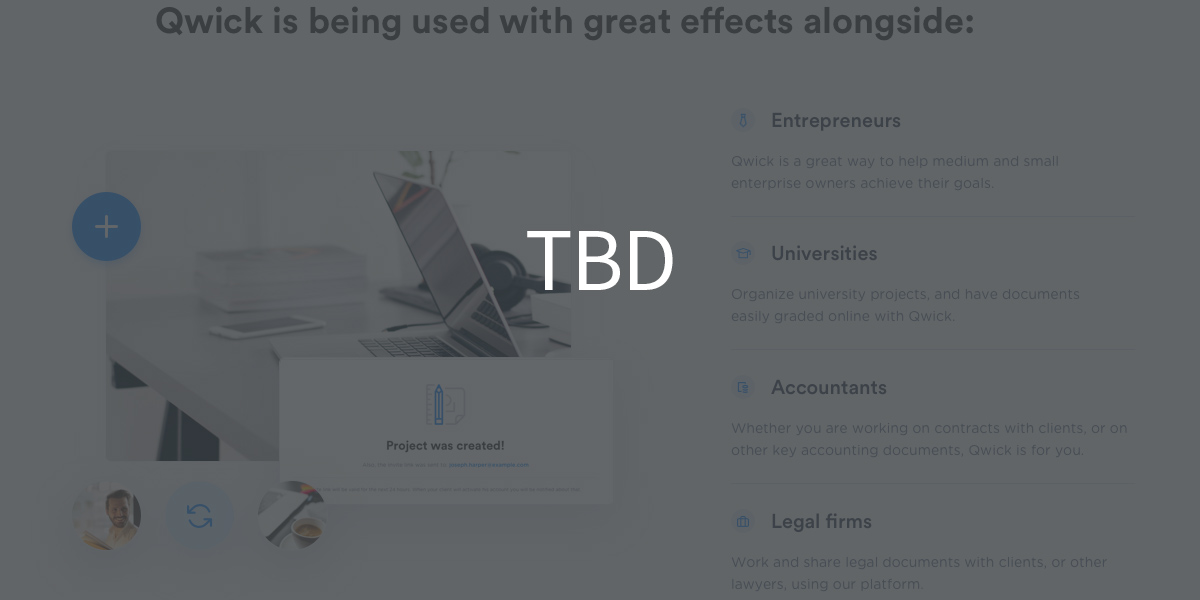 Qwick is being used with great effects alongside:
TBD
Project was created!
Entrepreneurs
Qwick is a great way to help medium and small
enterprise owners achieve their goals.
Universities
Organize university projects, and have documents
easily graded online with Qwick.
Accountants
Whether you are working on contracts with clients, or on
other key accounting documents, Qwick is for you.
Legal firms
Work and share legal documents with clients, or other
lawyers, using our platform.